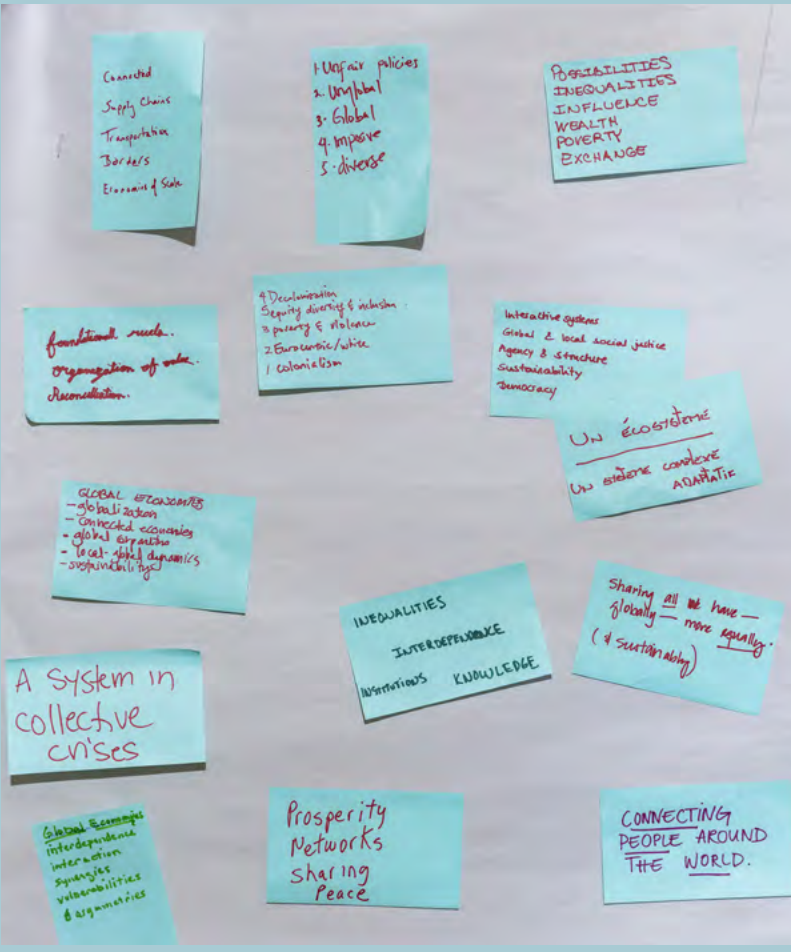 Connected
Supply Chains
Transportation
Borders
Economies of Scale
1. Unfair policies
2. Unglobal
3. Global
4. Imposive
5. diverse
POSSIBILITIES
INEQUALITIES
INFLUENCE
WEALTH
POVERTY
EXCHANGE
foundational needs.
organization of value.
Reconciliation.
4 Decolonization
5 equity diversity & inclusion.
3 poverty & violence
2 Eurocentric/white
1 colonialism
Interactive systems
Global & local social justice
Agency & structure
Sustainability
Democracy
UN ÉCOSYSTÈME
UN SYSTÈME COMPLEXE
ADAPTATIF
GLOBAL ECONOMIES
- globalization
- connected economies
- global
- local-global dynamics
- sustainability
INEQUALITIES
INTERDEPENDENCE
INSTITUTIONS KNOWLEDGE
Sharing all we have —
globally — more equally.
(& sustainably)
A System in
collective
crises
Global Economies
interdependence
interaction
synergies
vulnerabilities
& asymetries
Prosperity
Networks
Sharing
Peace
CONNECTING
PEOPLE AROUND
THE WORLD.